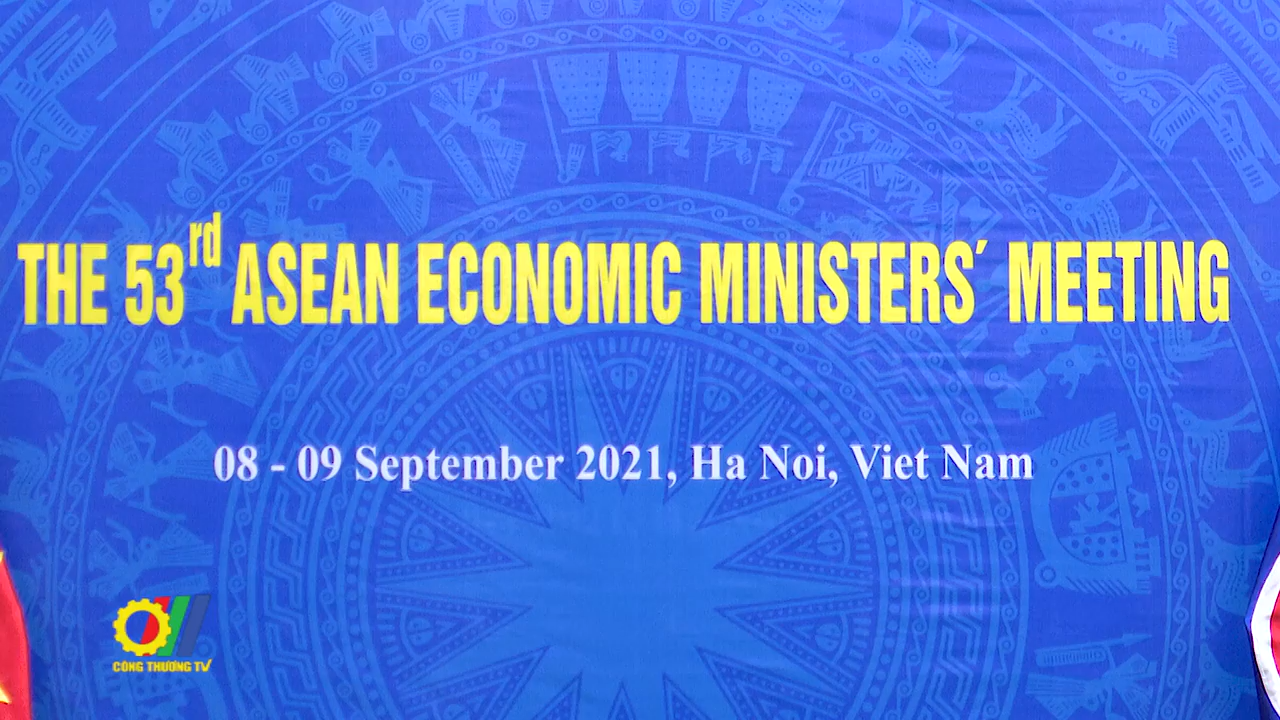 THE 53rd ASEAN ECONOMIC MINISTERS´ MEETING
08 - 09 September 2021, Ha Noi, Viet Nam
CÔNG THƯƠNG TV